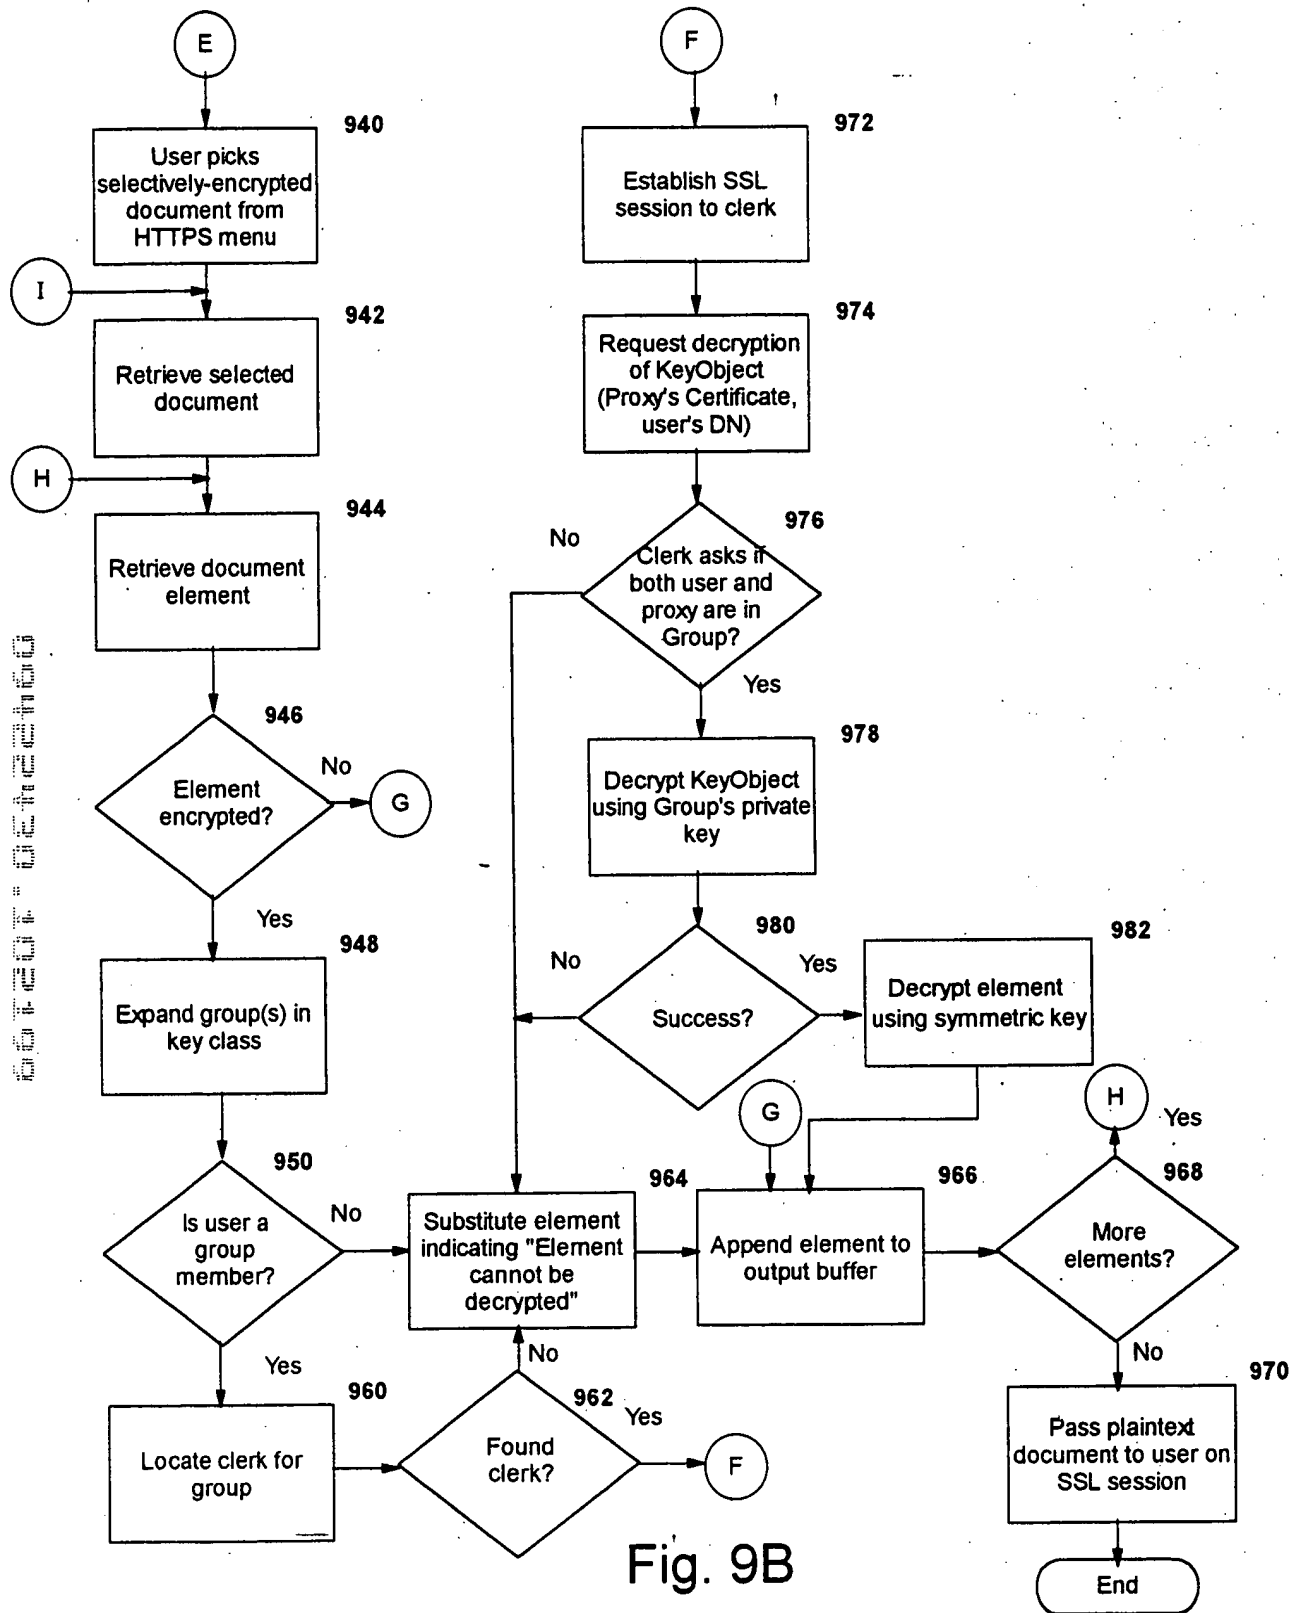 E
940
User picks
selectively-encrypted
document from
HTTPS menu
I
942
Retrieve selected
document
H
944
Retrieve document
element
946
Element
encrypted?
No
G
Yes
948
Expand group(s) in
key class
950
Is user a
group
member?
No
Yes
960
Locate clerk for
group
962
Found
clerk?
No
Yes
F
964
Substitute element
indicating "Element
cannot be
decrypted"
F
972
Establish SSL
session to clerk
974
Request decryption
of KeyObject
(Proxy's Certificate,
user's DN)
976
Clerk asks if
both user and
proxy are in
Group?
No
Yes
978
Decrypt KeyObject
using Group's private
key
980
Success?
No
Yes
982
Decrypt element
using symmetric key
G
966
Append element to
output buffer
H
Yes
968
More
elements?
No
970
Pass plaintext
document to user on
SSL session
End
Fig. 9B